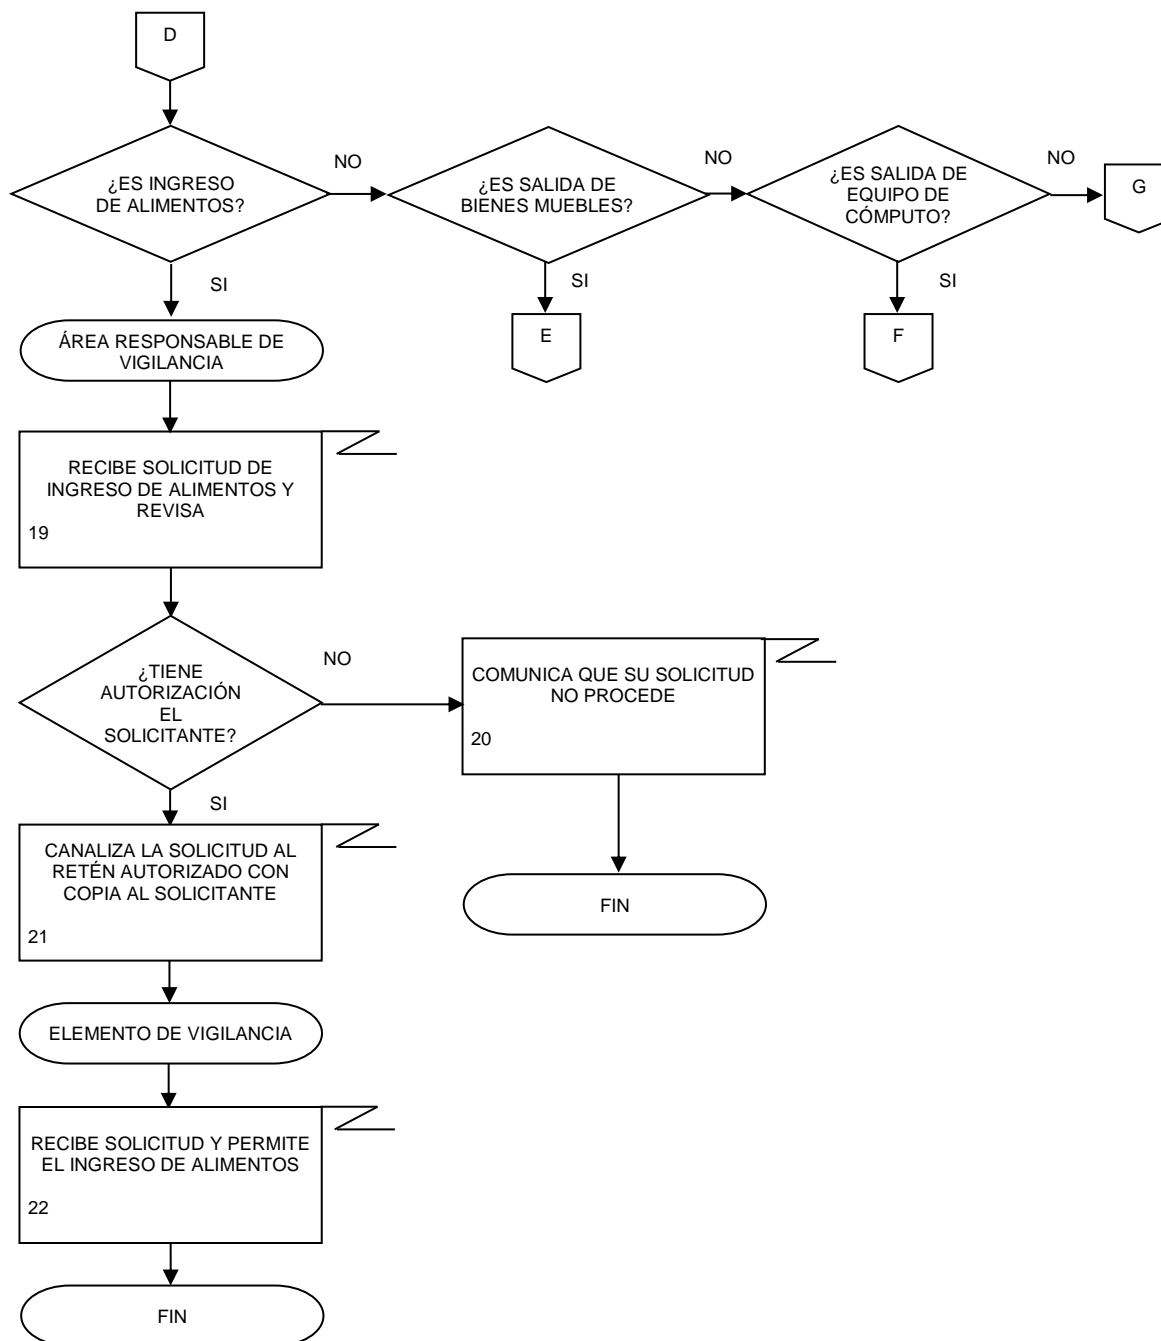 D
¿ES INGRESO
DE ALIMENTOS?
NO
¿ES SALIDA DE
BIENES MUEBLES?
NO
¿ES SALIDA DE
EQUIPO DE
CÓMPUTO?
NO
G
SI
SI
SI
E
F
ÁREA RESPONSABLE DE
VIGILANCIA
RECIBE SOLICITUD DE
INGRESO DE ALIMENTOS Y
REVISA
19
¿TIENE
AUTORIZACIÓN
EL
SOLICITANTE?
NO
COMUNICA QUE SU SOLICITUD
NO PROCEDE
20
SI
FIN
CANALIZA LA SOLICITUD AL
RETÉN AUTORIZADO CON
COPIA AL SOLICITANTE
21
ELEMENTO DE VIGILANCIA
RECIBE SOLICITUD Y PERMITE
EL INGRESO DE ALIMENTOS
22
FIN